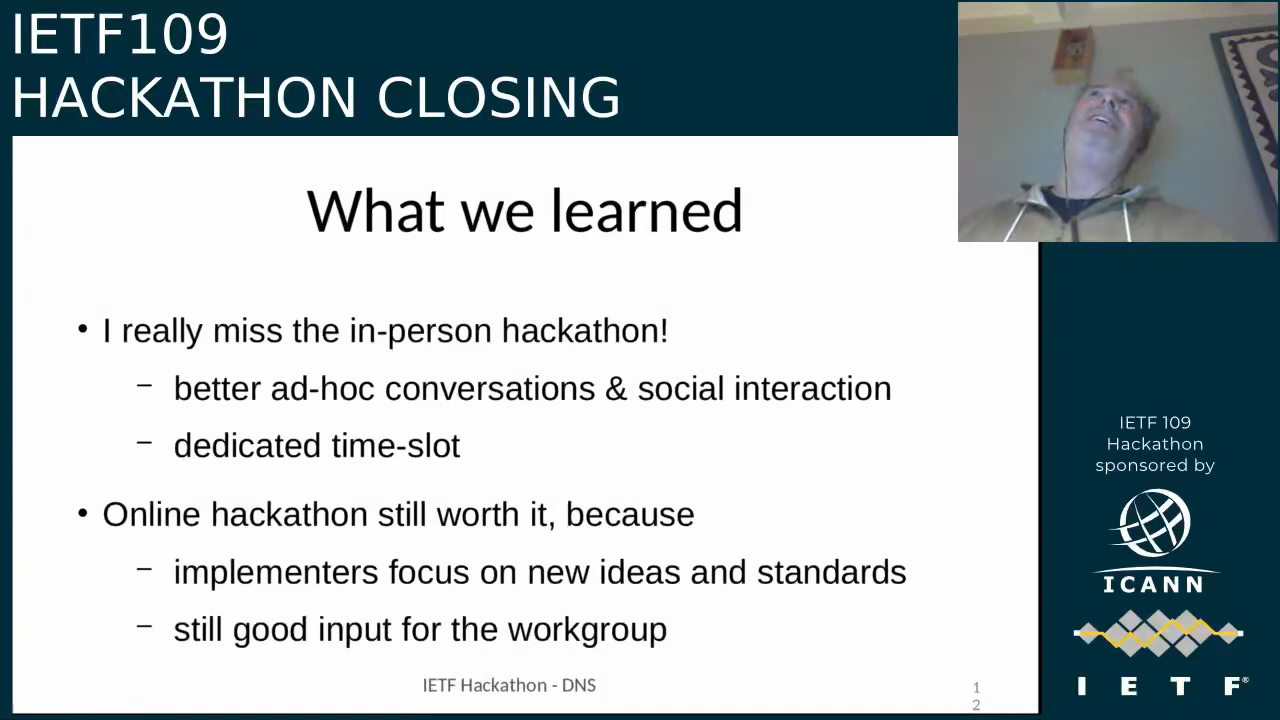 IETF109
HACKATHON CLOSING
What we learned
• I really miss the in-person hackathon!
– better ad-hoc conversations & social interaction
– dedicated time-slot
• Online hackathon still worth it, because
– implementers focus on new ideas and standards
– still good input for the workgroup
IETF Hackathon - DNS
1
2
IETF 109
Hackathon
sponsored by
ICANN
I E T F®